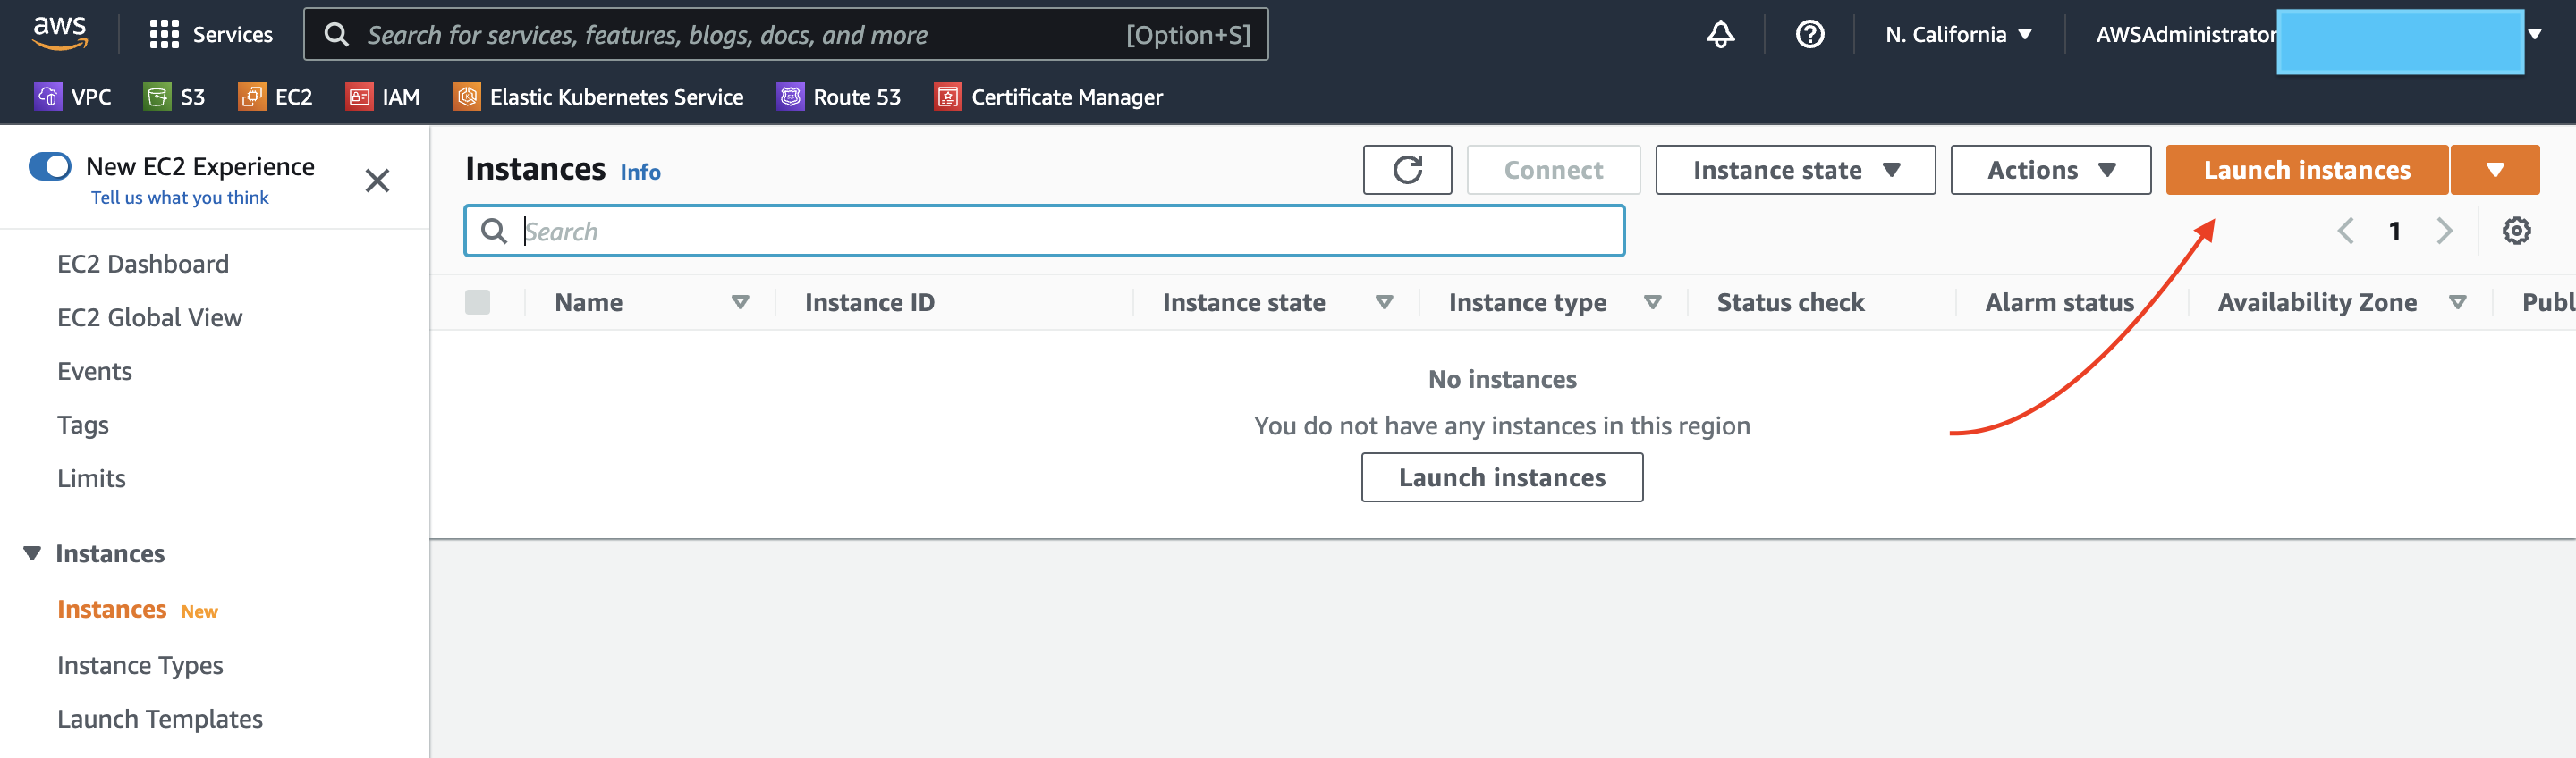 aws
Services
Search for services, features, blogs, docs, and more [Option+S]
N. California
AWSAdministrator
VPC
S3
EC2
IAM
Elastic Kubernetes Service
Route 53
Certificate Manager
New EC2 Experience
Tell us what you think
EC2 Dashboard
EC2 Global View
Events
Tags
Limits
Instances
Instances New
Instance Types
Launch Templates
Instances Info
Connect
Instance state
Actions
Launch instances
Search
1
Name
Instance ID
Instance state
Instance type
Status check
Alarm status
Availability Zone
Publ
No instances
You do not have any instances in this region
Launch instances